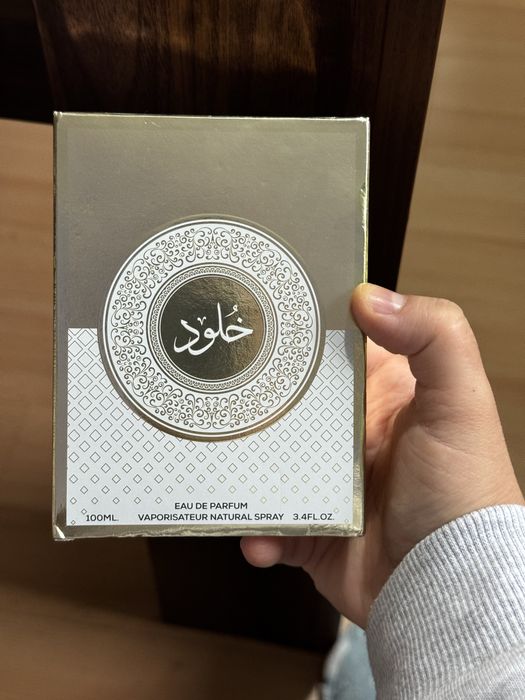 خُلود
EAU DE PARFUM
100ML. VAPORISATEUR NATURAL SPRAY 3.4FL.OZ.